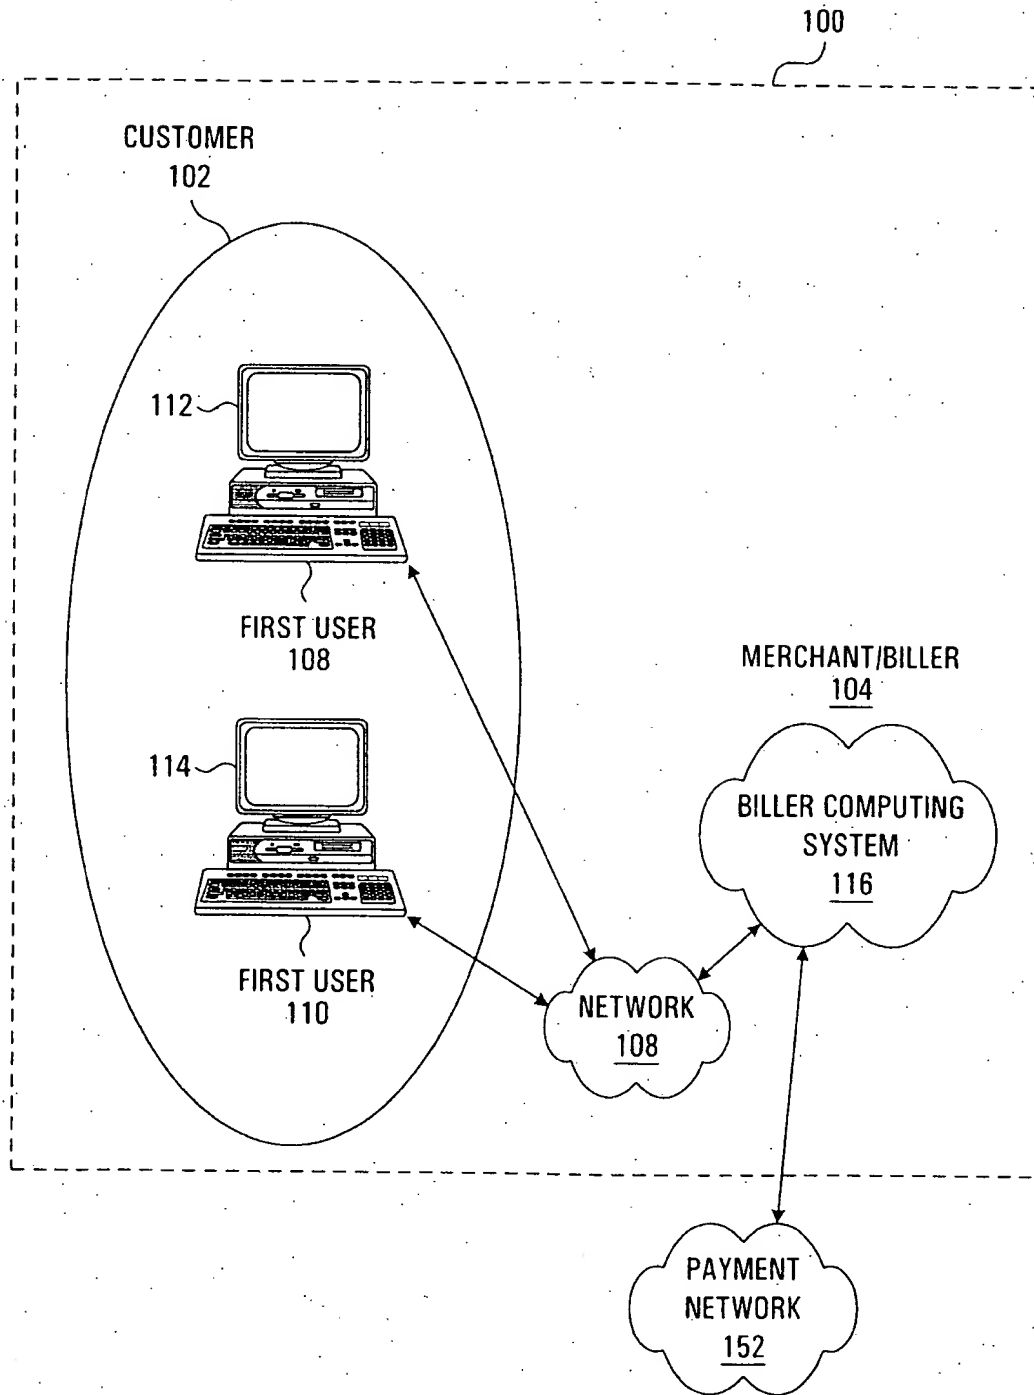 100
CUSTOMER
102
112
FIRST USER
108
114
FIRST USER
110
MERCHANT/BILLER
104
BILLER COMPUTING
SYSTEM
116
NETWORK
108
PAYMENT
NETWORK
152